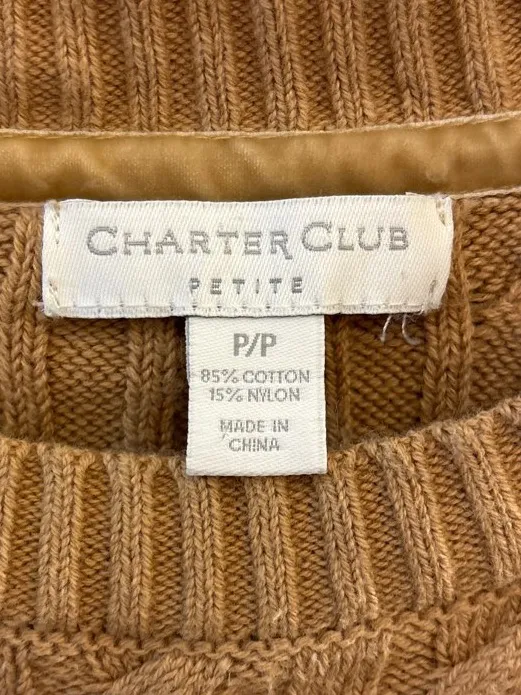 CHARTER CLUB
PETITE
P/P
85% COTTON
15% NYLON
MADE IN
CHINA